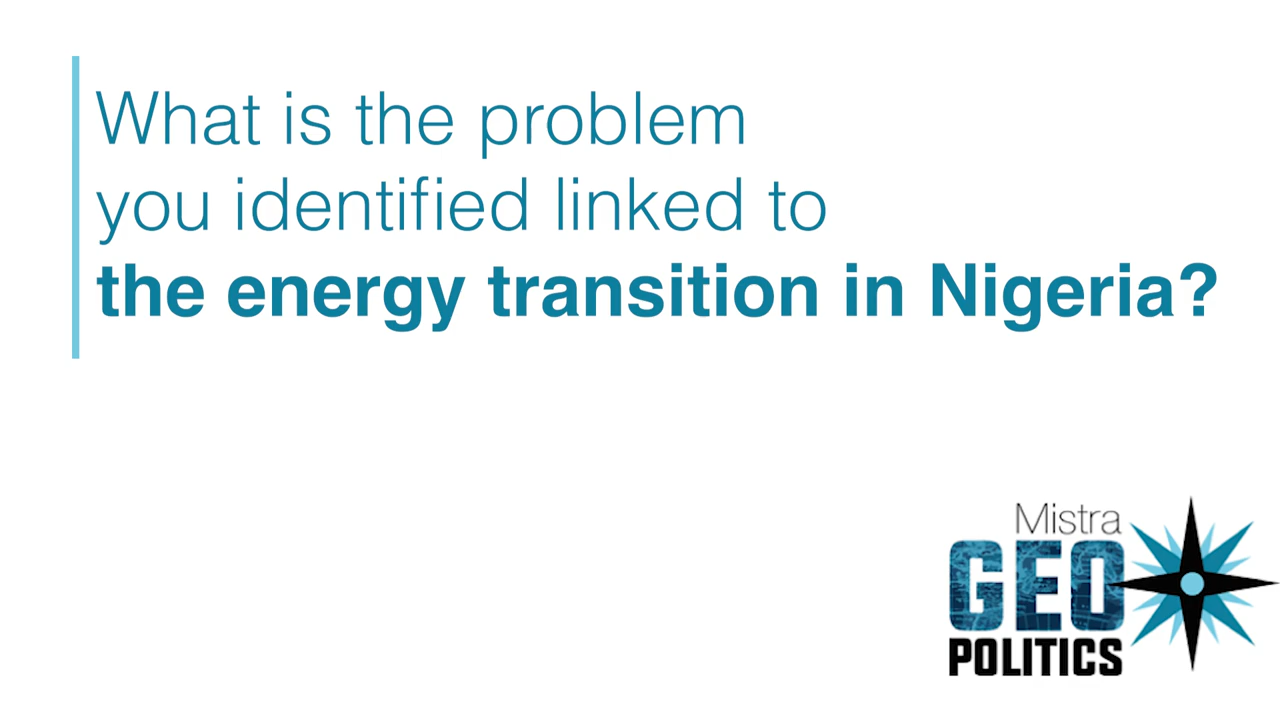 What is the problem
you identified linked to
the energy transition in Nigeria?
Mistra
GEO
POLITICS